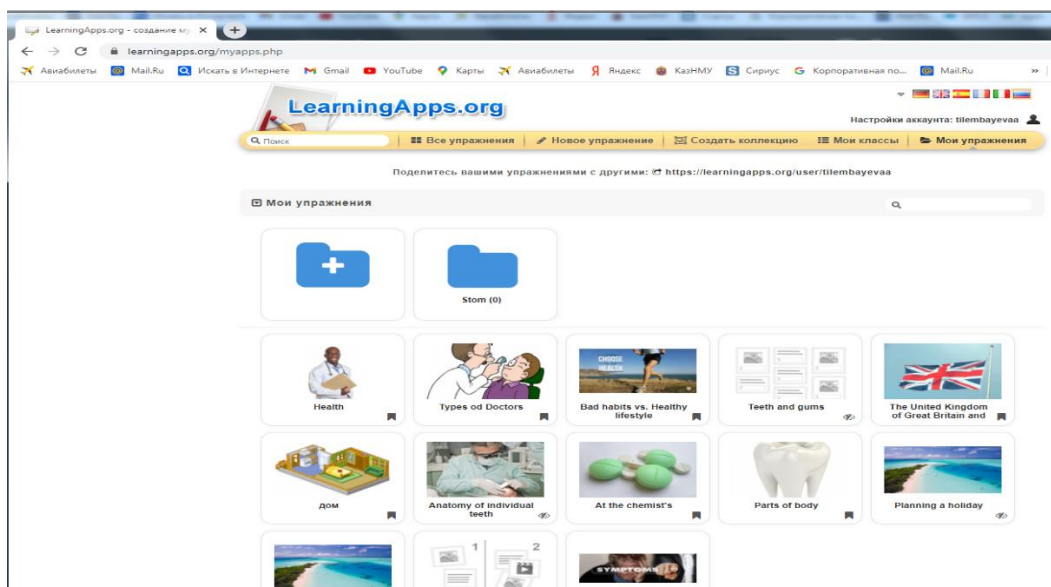 LearningApps.org - создание му
learningapps.org/myapps.php
Авиабилеты Mail.Ru Искать в Интернете Gmail YouTube Карты Авиабилеты Яндекс КазНМУ Сириус Корпоративная по... Mail.Ru »
LearningApps.org
Настройки аккаунта: tilembayevaa
Поиск Все упражнения Новое упражнение Создать коллекцию Мои классы Мои упражнения
Поделитесь вашими упражнениями с другими: https://learningapps.org/user/tilembayevaa
Мои упражнения
Stom (0)
CHOOSE
HEALTH
Health
Types od Doctors
Bad habits vs. Healthy
lifestyle
Teeth and gums
The United Kingdom
of Great Britain and
дом
Anatomy of individual
teeth
At the chemist's
Parts of body
Planning a holiday
1 2
SYMPTOMS